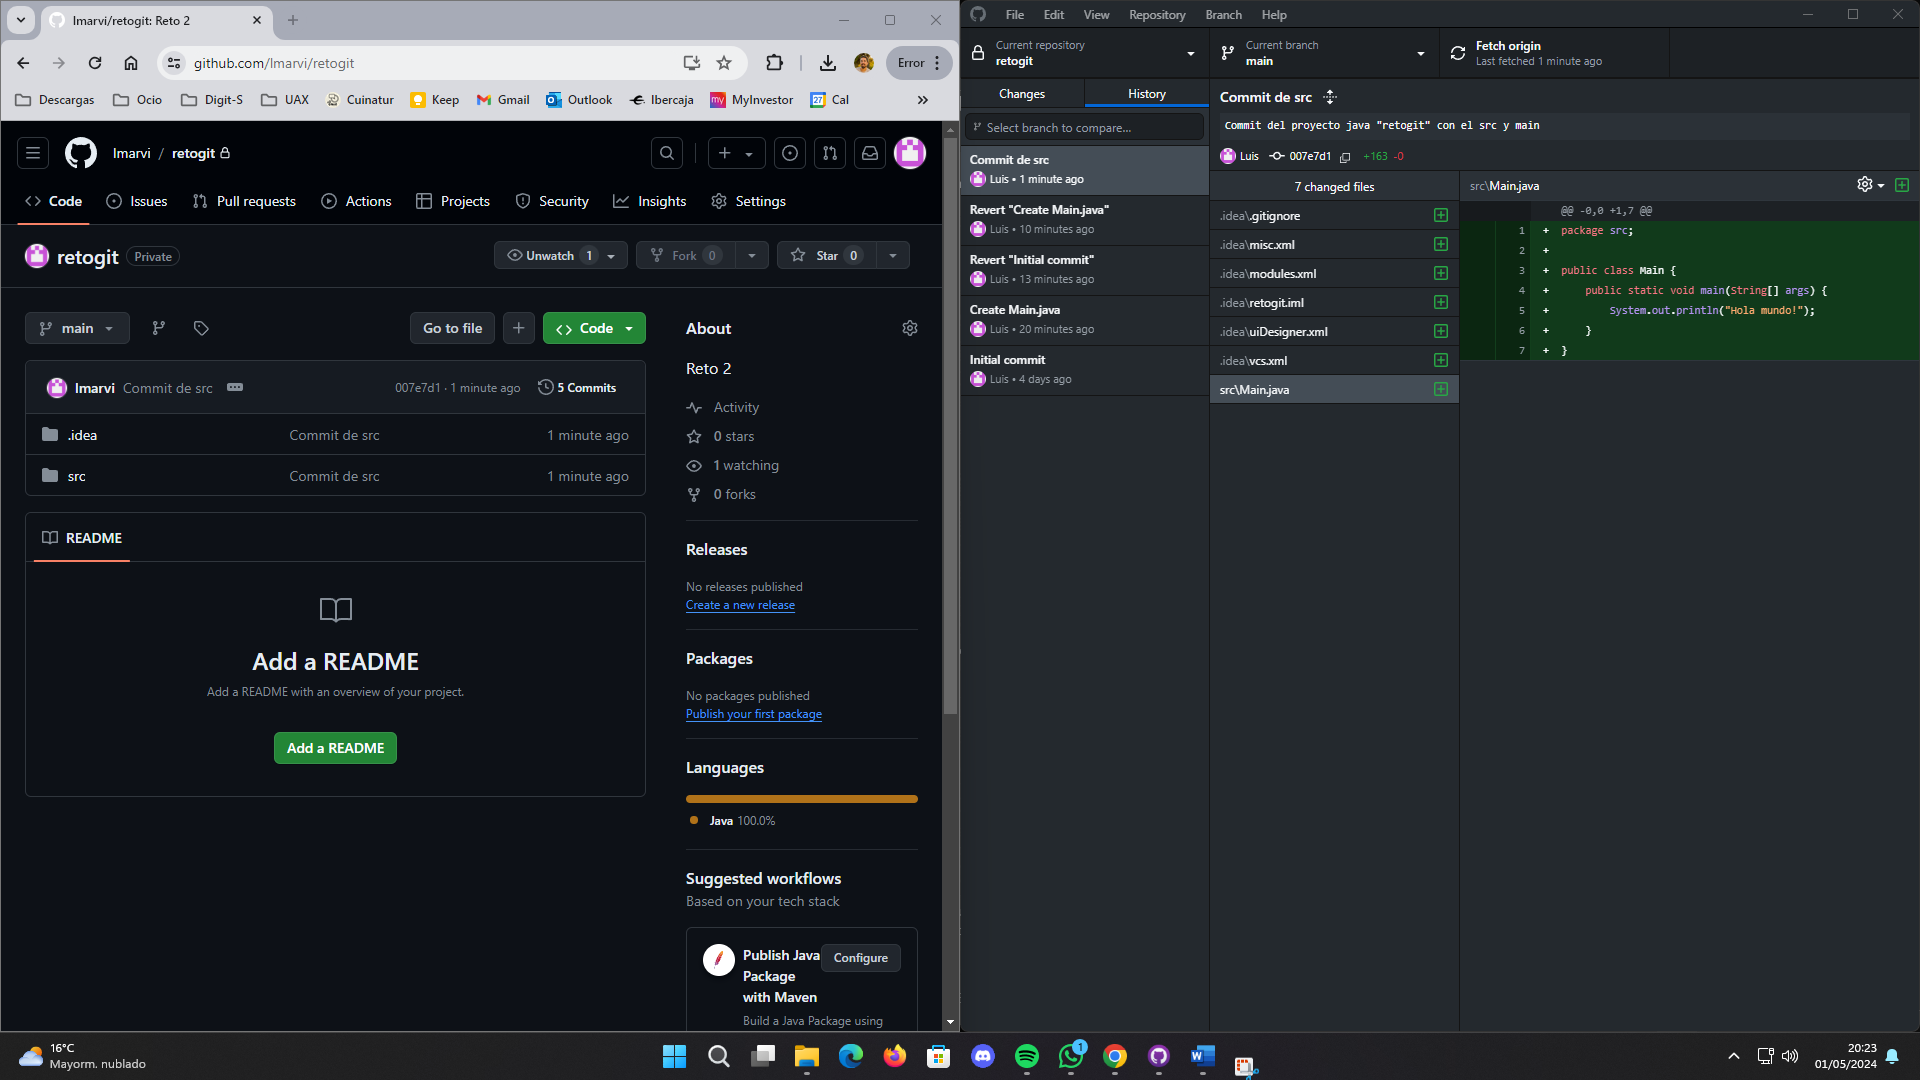 lmarvi/retogit: Reto 2
github.com/lmarvi/retogit
Error
Descargas
Ocio
Digit-S
UAX
Cuinatur
Keep
Gmail
Outlook
Ibercaja
my
MyInvestor
27
Cal
lmarvi / retogit
Code
Issues
Pull requests
Actions
Projects
Security
Insights
Settings
retogit
Private
Unwatch 1
Fork 0
Star 0
main
Go to file
Code
lmarvi Commit de src
007e7d1 · 1 minute ago
5 Commits
.idea Commit de src 1 minute ago
src Commit de src 1 minute ago
README
Add a README
Add a README with an overview of your project.
Add a README
About
Reto 2
Activity
0 stars
1 watching
0 forks
Releases
No releases published
Create a new release
Packages
No packages published
Publish your first package
Languages
Java 100.0%
Suggested workflows
Based on your tech stack
Publish Java
Package
with Maven
Configure
Build a Java Package using
File Edit View Repository Branch Help
Current repository
retogit
Current branch
main
Fetch origin
Last fetched 1 minute ago
Changes
History
Select branch to compare...
Commit de src
Luis • 1 minute ago
Revert "Create Main.java"
Luis • 10 minutes ago
Revert "Initial commit"
Luis • 13 minutes ago
Create Main.java
Luis • 20 minutes ago
Initial commit
Luis • 4 days ago
Commit de src
Commit del proyecto java "retogit" con el src y main
Luis 007e7d1 +163 -0
7 changed files
.idea\.gitignore
.idea\misc.xml
.idea\modules.xml
.idea\retogit.iml
.idea\uiDesigner.xml
.idea\vcs.xml
src\Main.java
src\Main.java
@@ -0,0 +1,7 @@
1 + package src;
2 +
3 + public class Main {
4 + public static void main(String[] args) {
5 + System.out.println("Hola mundo!");
6 + }
7 + }
16°C
Mayorm. nublado
1
20:23
01/05/2024